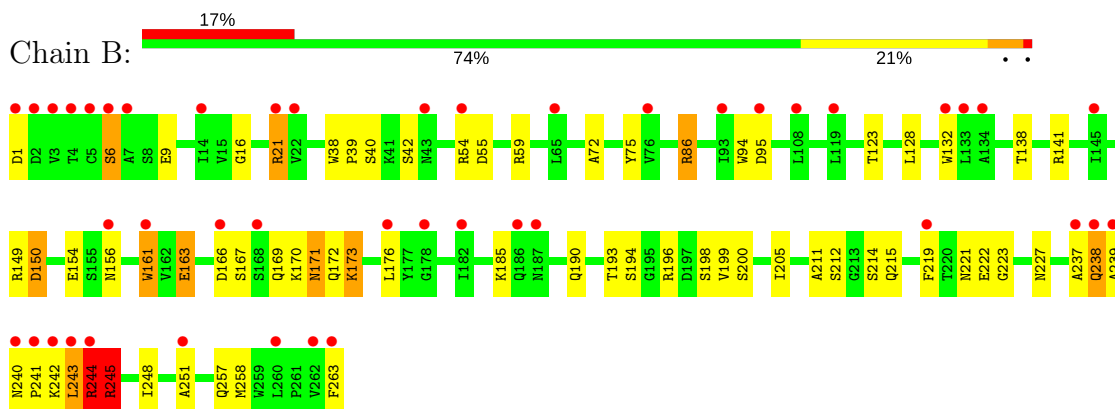 17%
Chain B:
74% 21% • •
D1 D2 V3 T4 C5 S6 A7 S8 E9 I14 V15 G16 R21 V22 W38 P39 S40 K41 S42 N43 R54 D55 R59 L65 A72 Y75 V76 R86 I93 W94 D95 L108 L119 T123 L128 W132 L133 A134 T138 R141 I145
R149 D150 E154 S155 N156 W161 V162 E163 D166 S167 S168 Q169 K170 N171 Q172 K173 L176 Y177 G178 I182 K185 Q186 N187 Q190 T193 S194 G195 R196 D197 S198 V199 S200 I205 A211 S212 G213 S214 Q215 F219 T220 N221 E222 G223 N227 A237 Q238 A239
N240 P241 K242 L243 R244 R245 I248 A251 Q257 M258 W259 L260 P261 V262 F263